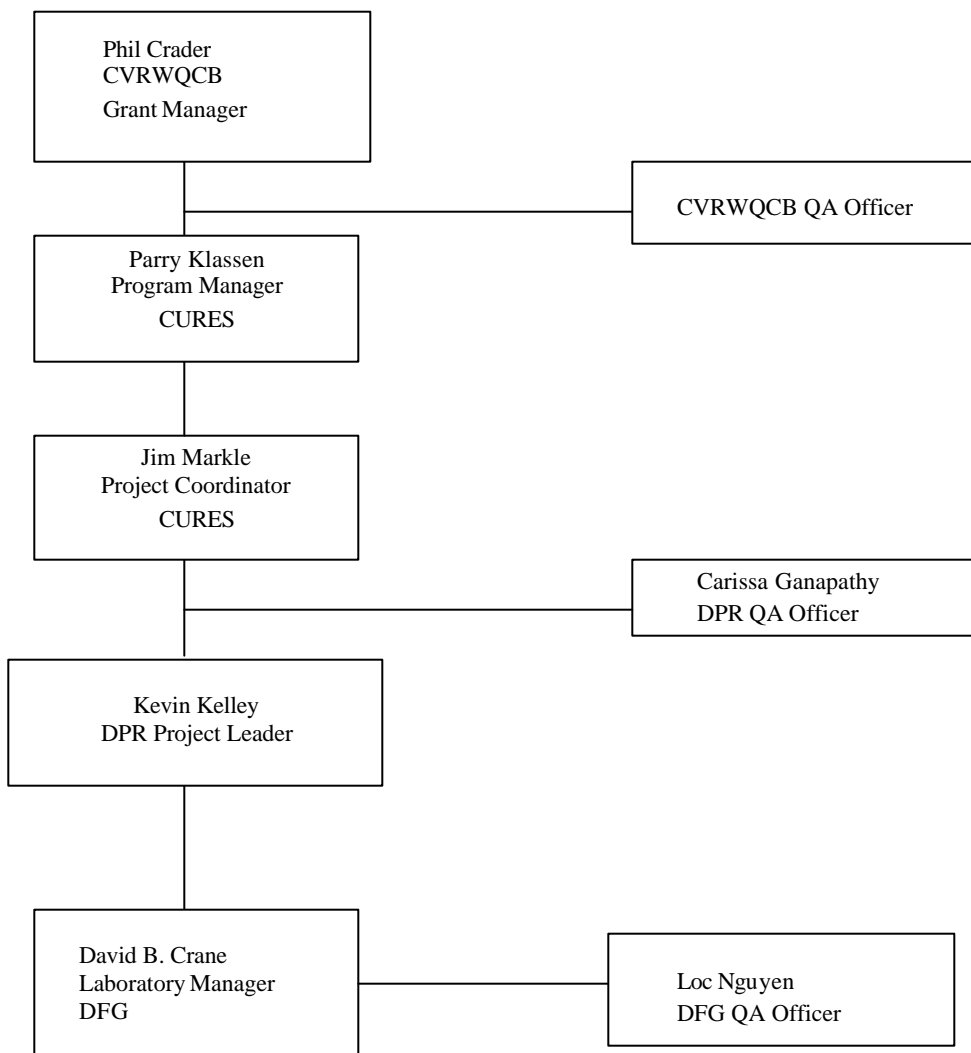 Phil Crader
CVRWQCB
Grant Manager
CVRWQCB QA Officer
Parry Klassen
Program Manager
CURES
Jim Markle
Project Coordinator
CURES
Carissa Ganapathy
DPR QA Officer
Kevin Kelley
DPR Project Leader
David B. Crane
Laboratory Manager
DFG
Loc Nguyen
DFG QA Officer